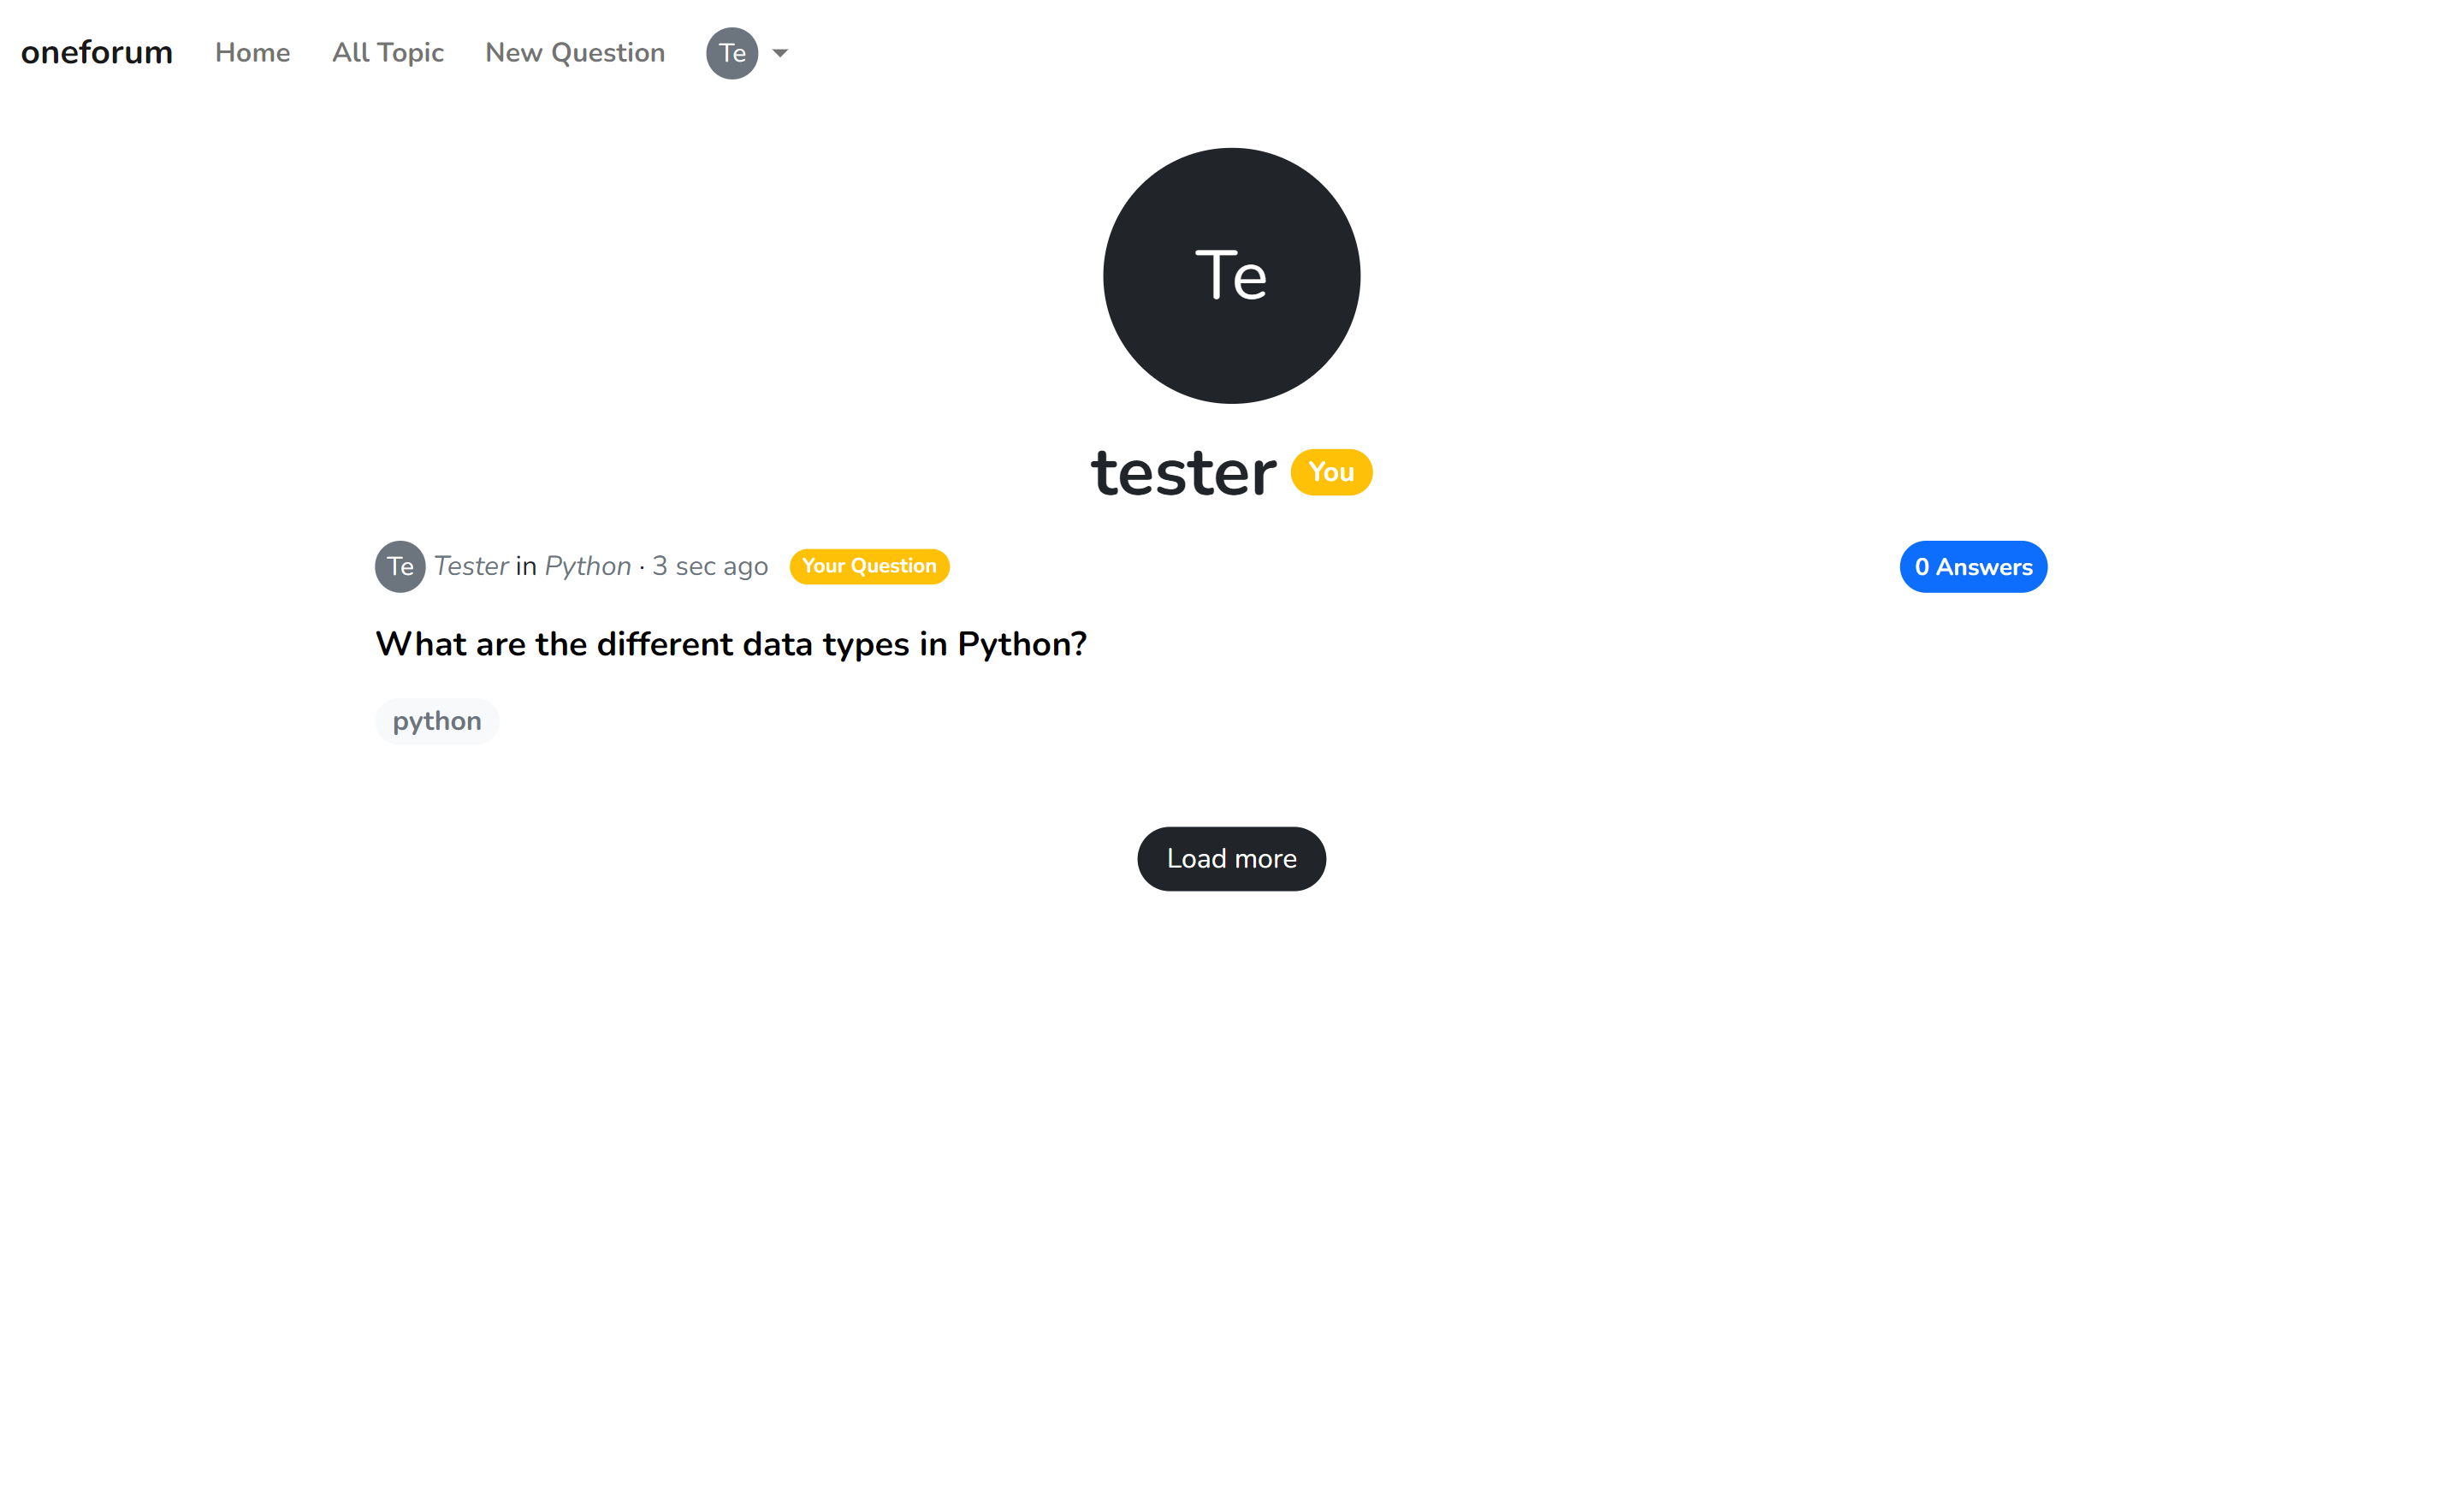 oneforum Home All Topic New Question Te
Te
tester You
Te Tester in Python · 3 sec ago Your Question 0 Answers
What are the different data types in Python?
python
Load more